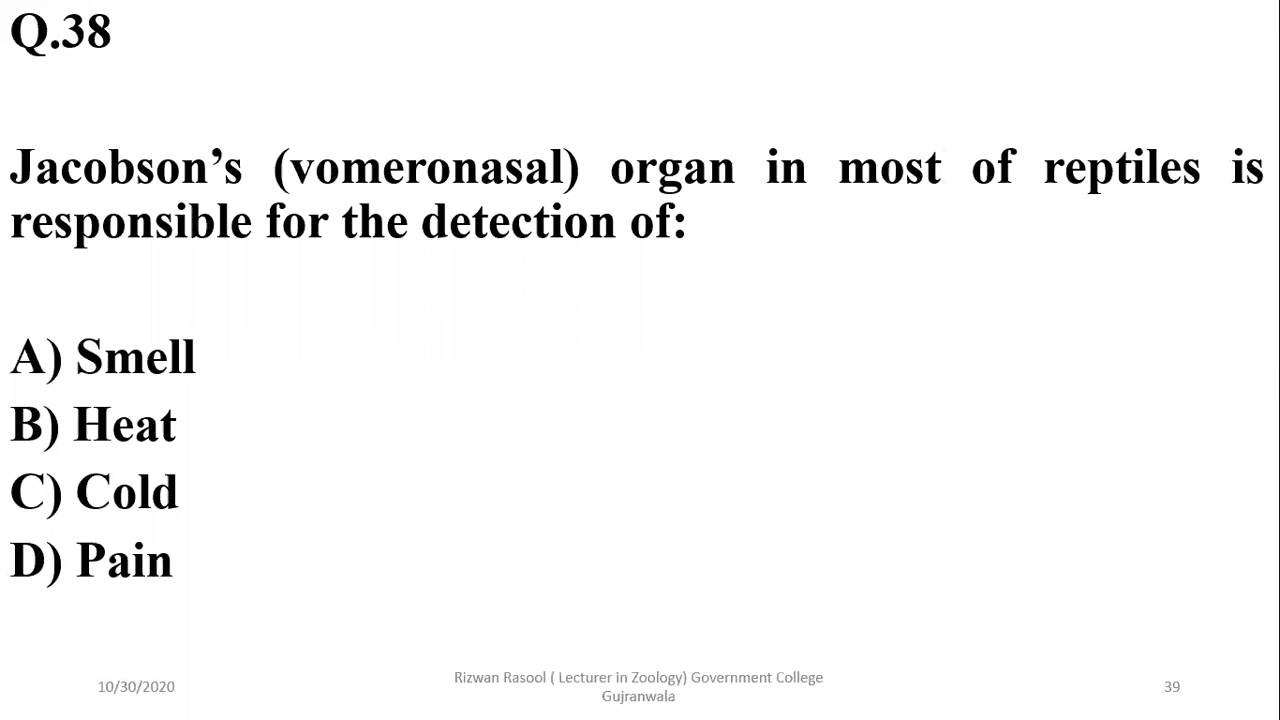 Q.38
Jacobson’s (vomeronasal) organ in most of reptiles is
responsible for the detection of:
A) Smell
B) Heat
C) Cold
D) Pain
10/30/2020
Rizwan Rasool ( Lecturer in Zoology) Government College
Gujranwala
39